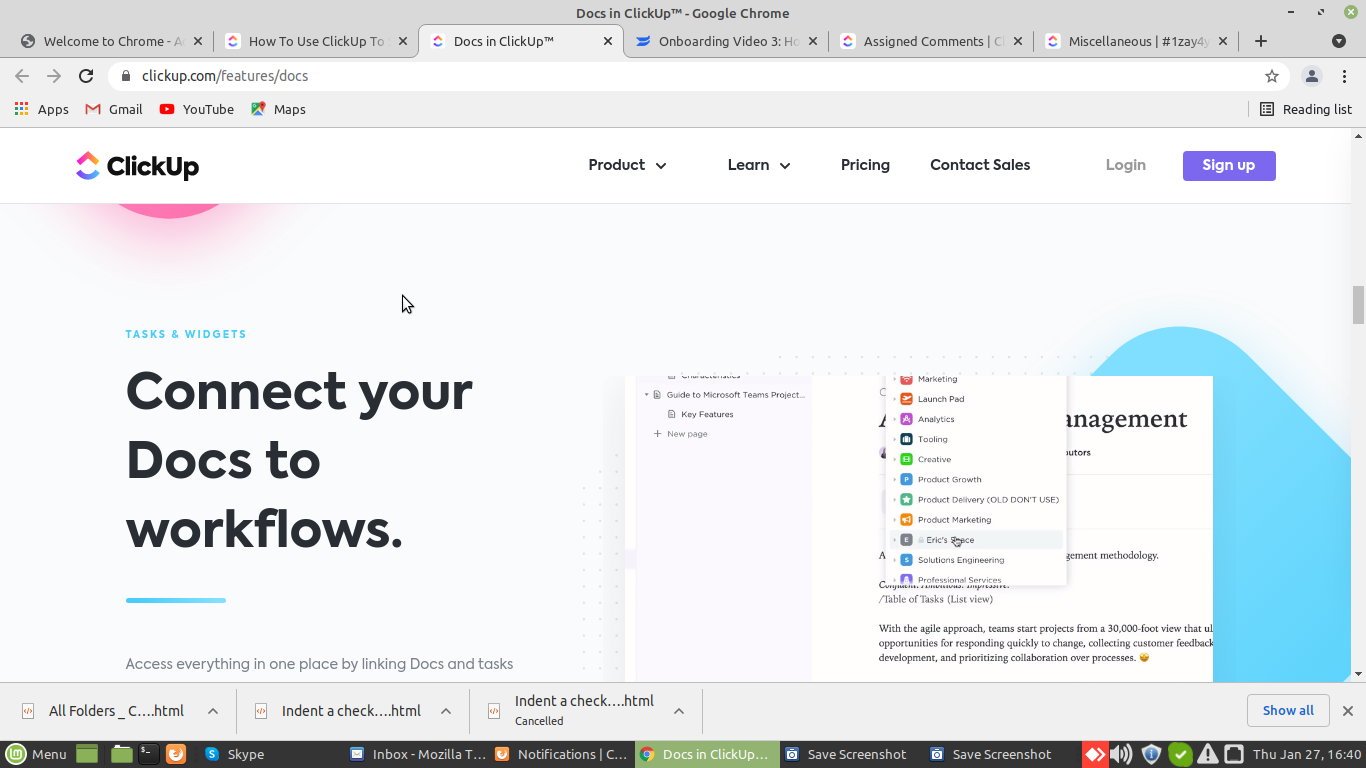 Docs in ClickUp™ - Google Chrome
Welcome to Chrome - A
How To Use ClickUp To
Docs in ClickUp™
Onboarding Video 3: Ho
Assigned Comments | Cl
Miscellaneous | #1zay4y
clickup.com/features/docs
Apps
Gmail
YouTube
Maps
Reading list
ClickUp
Product
Learn
Pricing
Contact Sales
Login
Sign up
TASKS & WIDGETS
Connect your
Docs to
workflows.
Access everything in one place by linking Docs and tasks
Characteristics
Guide to Microsoft Teams Project...
Key Features
New page
Marketing
Launch Pad
Analytics
Tooling
Creative
P Product Growth
Product Delivery (OLD DON'T USE)
Product Marketing
E Eric's Space
S Solutions Engineering
Professional Services
anagement
butors
A
gement methodology.
Confident. Ambitious. Impressive.
/Table of Tasks (List view)
With the agile approach, teams start projects from a 30,000-foot view that ul
opportunities for responding quickly to change, collecting customer feedback
development, and prioritizing collaboration over processes. 🤩
All Folders _ C....html
Indent a check....html
Indent a check....html
Cancelled
Show all
Menu
Skype
Inbox - Mozilla T...
Notifications | C...
Docs in ClickUp...
Save Screenshot
Save Screenshot
Thu Jan 27, 16:40